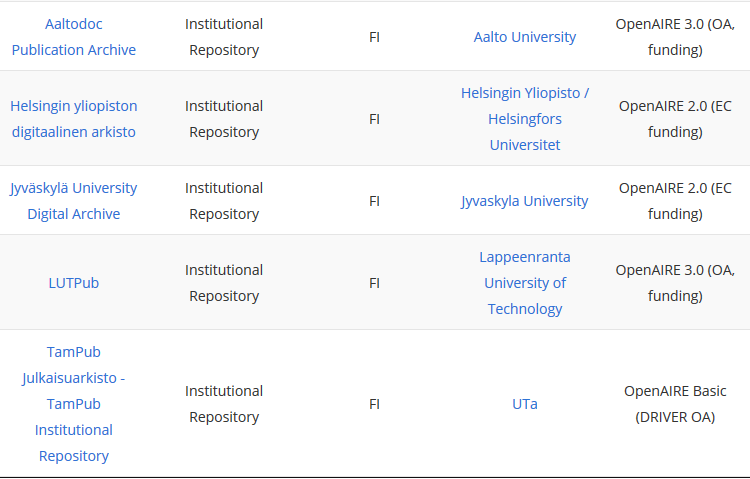 Aaltodoc
Publication Archive
Institutional
Repository
FI
Aalto University
OpenAIRE 3.0 (OA,
funding)
Helsingin yliopiston
digitaalinen arkisto
Institutional
Repository
FI
Helsingin Yliopisto /
Helsingfors
Universitet
OpenAIRE 2.0 (EC
funding)
Jyväskylä University
Digital Archive
Institutional
Repository
FI
Jyvaskyla University
OpenAIRE 2.0 (EC
funding)
LUTPub
Institutional
Repository
FI
Lappeenranta
University of
Technology
OpenAIRE 3.0 (OA,
funding)
TamPub
Julkaisuarkisto -
TamPub
Institutional
Repository
Institutional
Repository
FI
UTa
OpenAIRE Basic
(DRIVER OA)